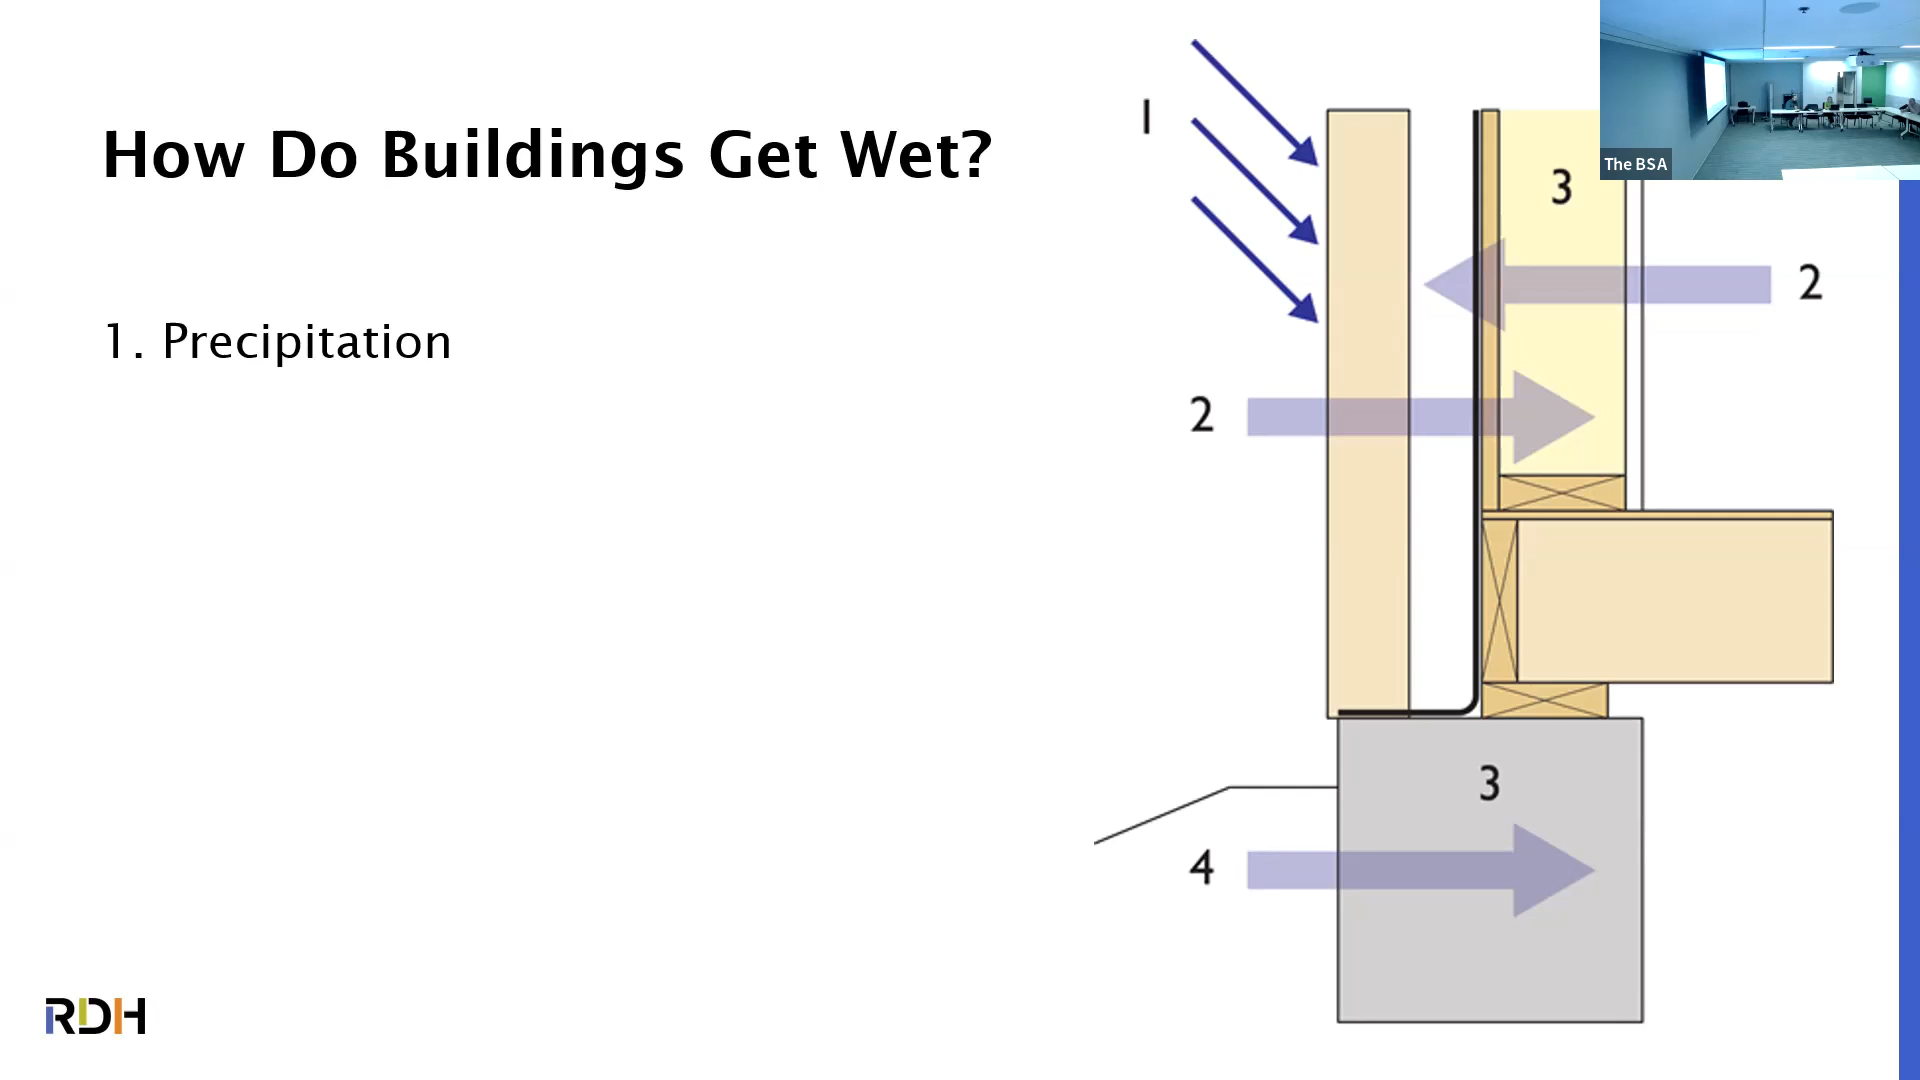 How Do Buildings Get Wet?
1. Precipitation
1
3
2
2
3
4
The BSA
RDH